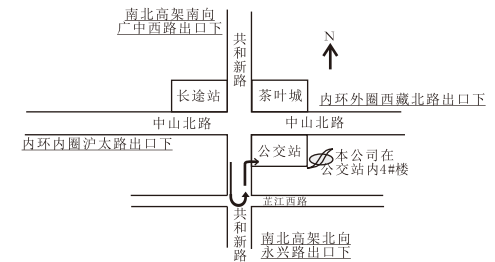 南北高架南向
广中西路出口下
共和新路
N
长途站
茶叶城
内环外圈西藏北路出口下
中山北路
中山北路
内环内圈沪太路出口下
公交站
本公司在
公交站内4#楼
芷江西路
共和新路
南北高架北向
永兴路出口下